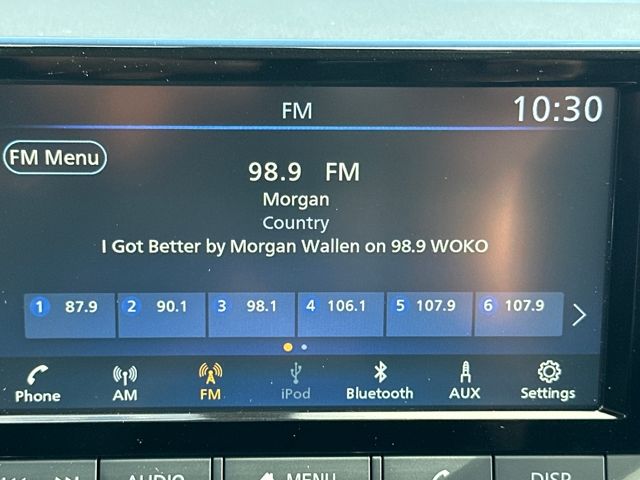 FM 10:30
FM Menu
98.9 FM
Morgan
Country
I Got Better by Morgan Wallen on 98.9 WOKO
1 87.9 2 90.1 3 98.1 4 106.1 5 107.9 6 107.9
Phone AM FM iPod Bluetooth AUX Settings
AUDIO MENU DISP